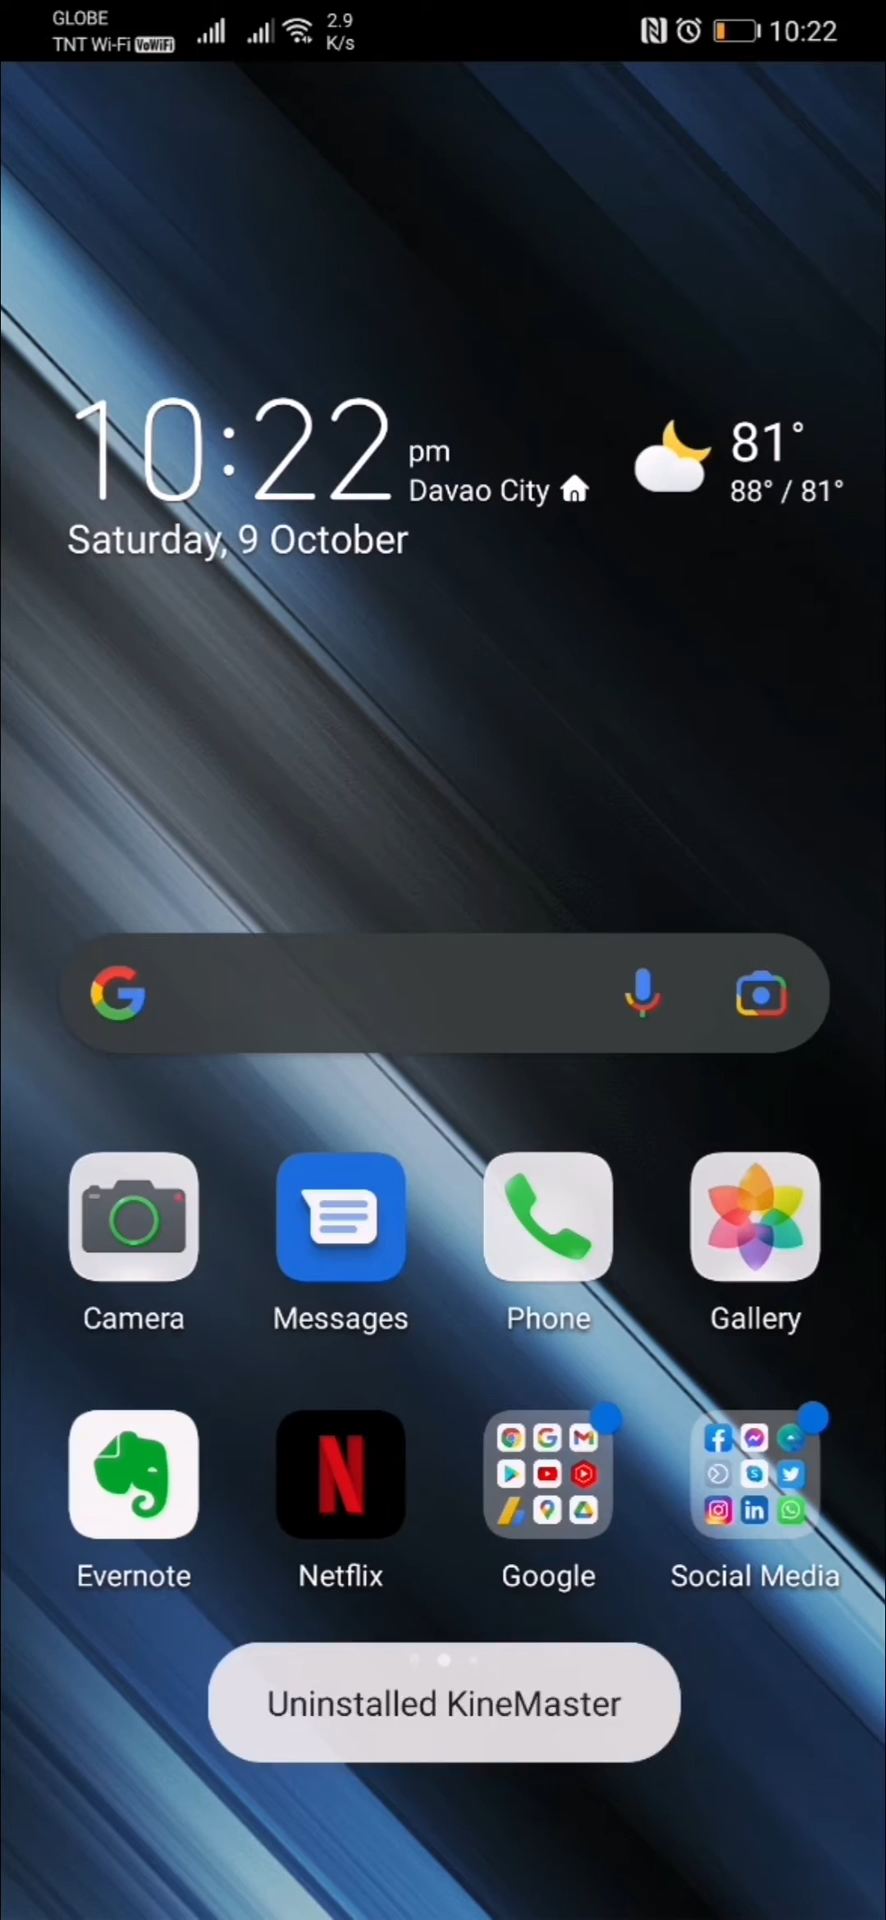 GLOBE
TNT Wi-Fi VoWiFi
2.9
K/s
10:22
10:22
pm
Davao City
Saturday, 9 October
81°
88° / 81°
Camera
Messages
Phone
Gallery
Evernote
Netflix
Google
Social Media
Uninstalled KineMaster